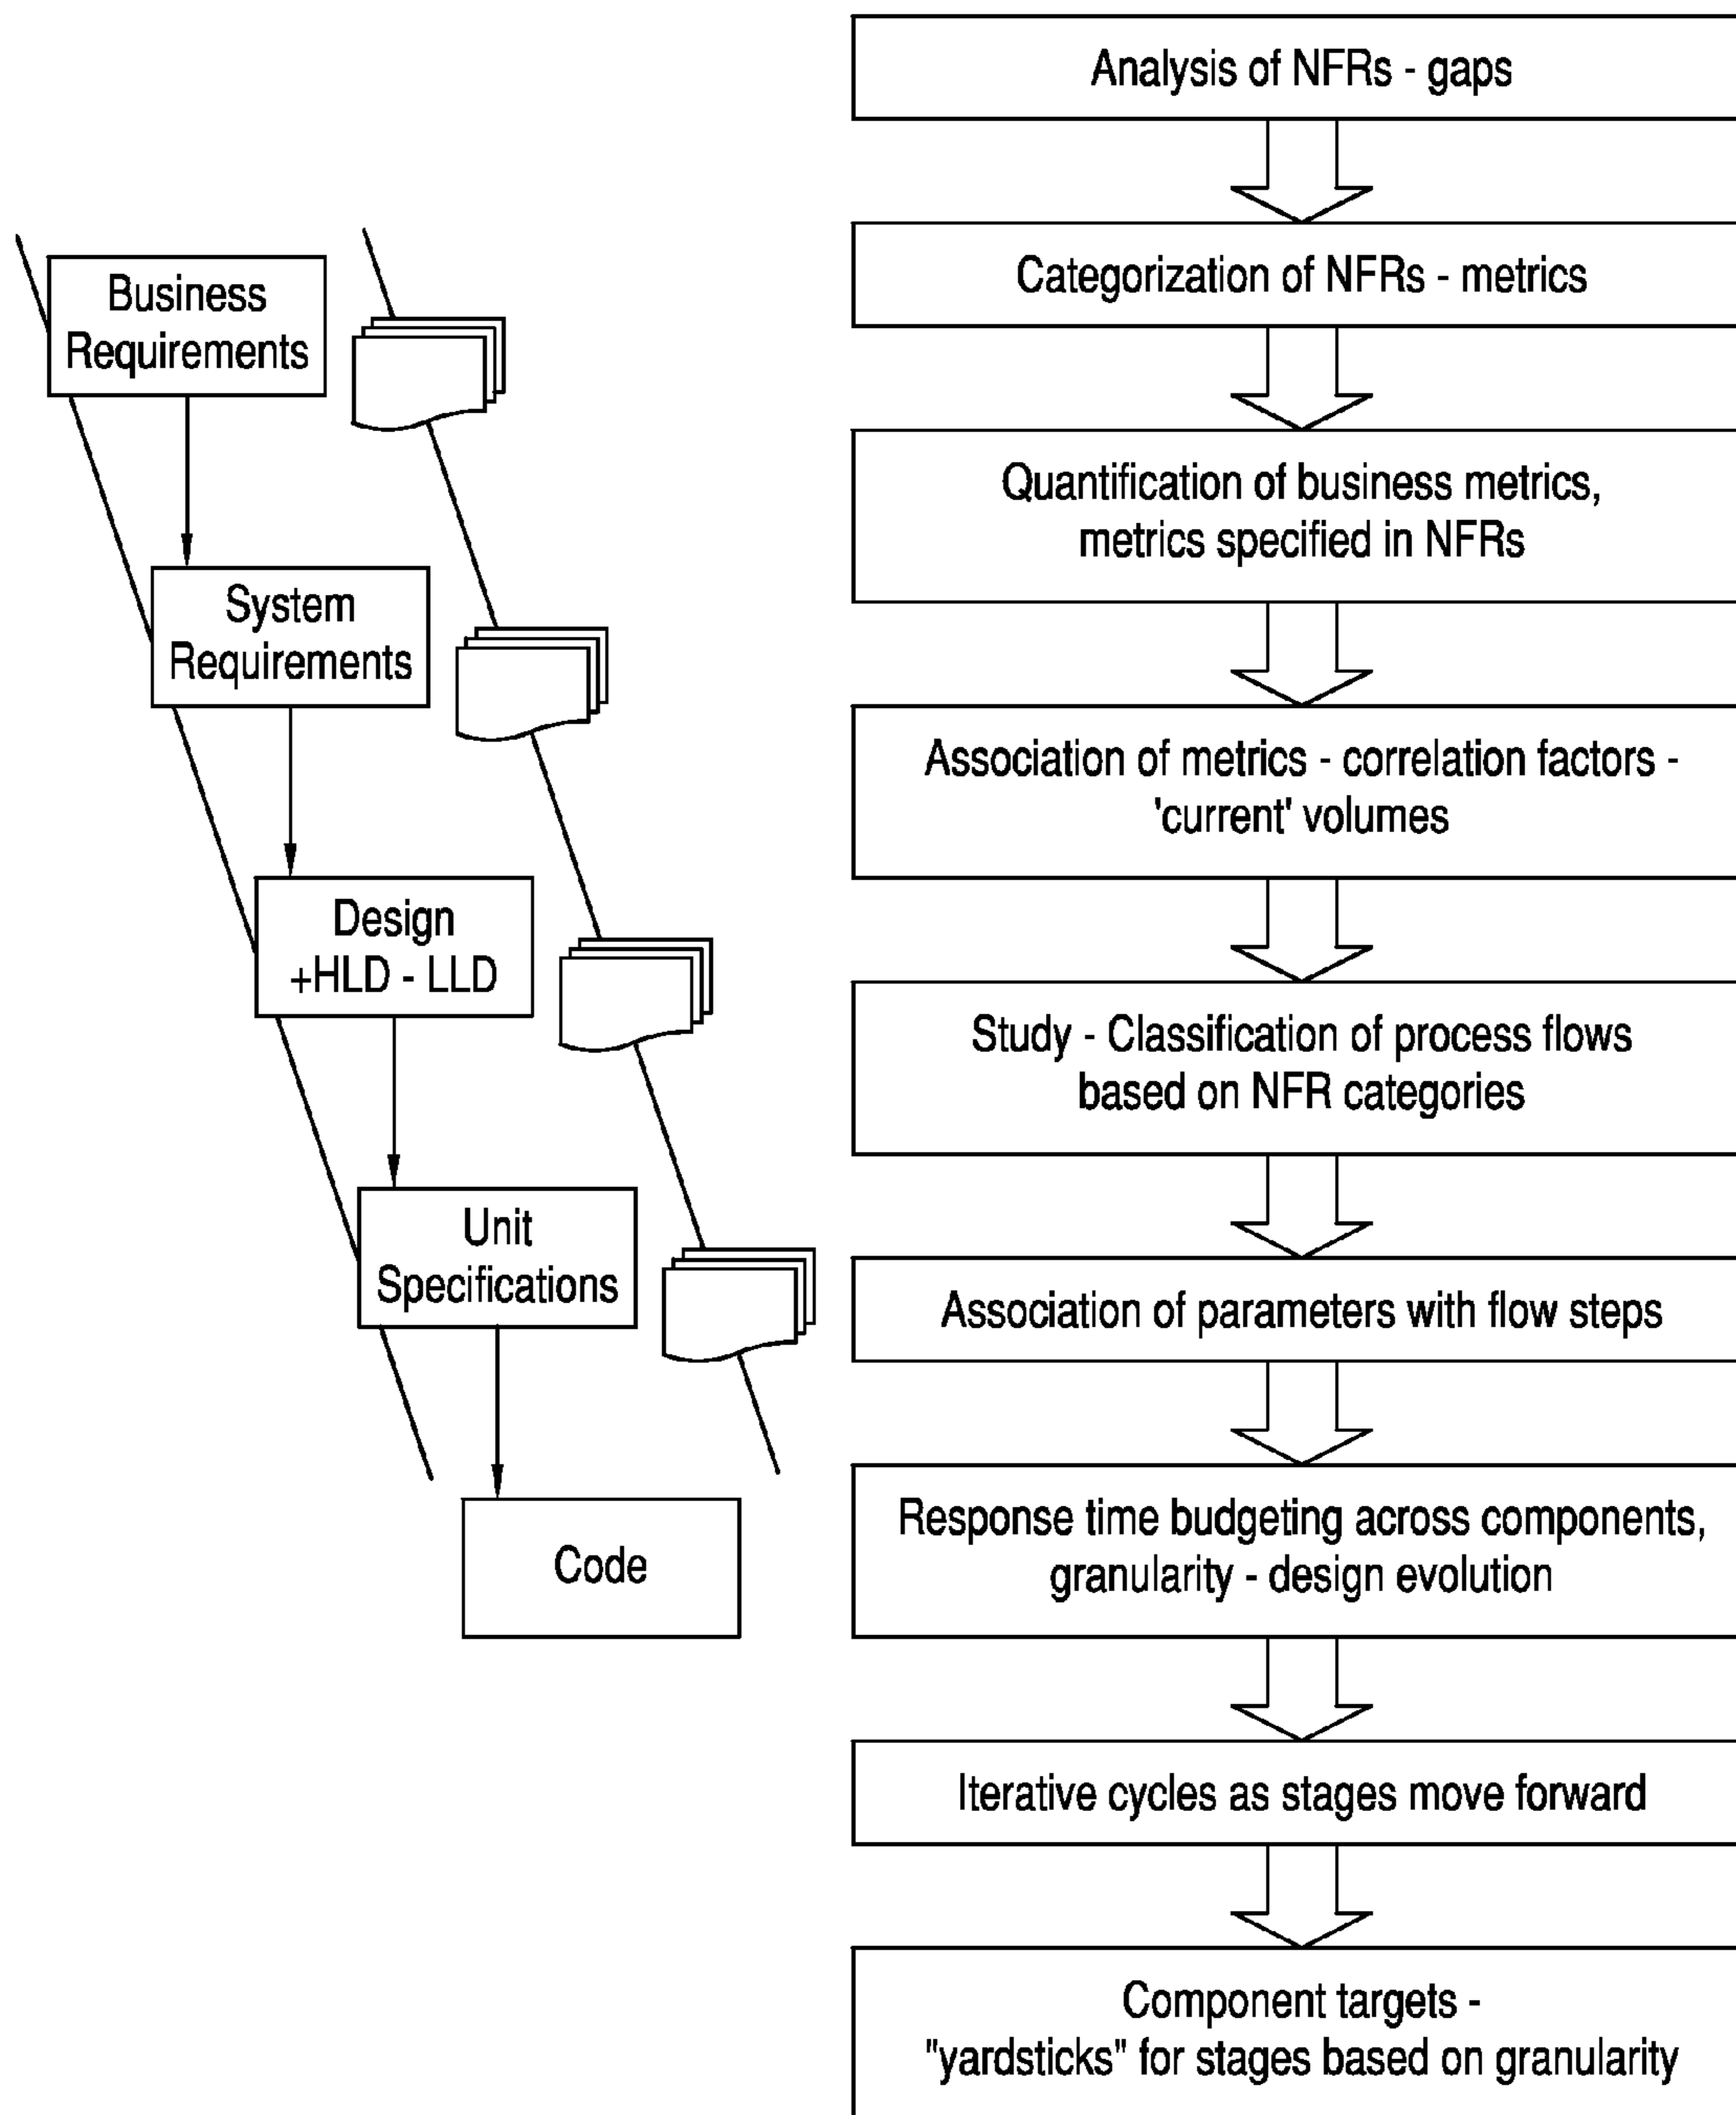 Business
Requirements
System
Requirements
Design
+HLD - LLD
Unit
Specifications
Code
Analysis of NFRs - gaps
Categorization of NFRs - metrics
Quantification of business metrics,
metrics specified in NFRs
Association of metrics - correlation factors -
'current' volumes
Study - Classification of process flows
based on NFR categories
Association of parameters with flow steps
Response time budgeting across components,
granularity - design evolution
Iterative cycles as stages move forward
Component targets -
"yardsticks" for stages based on granularity